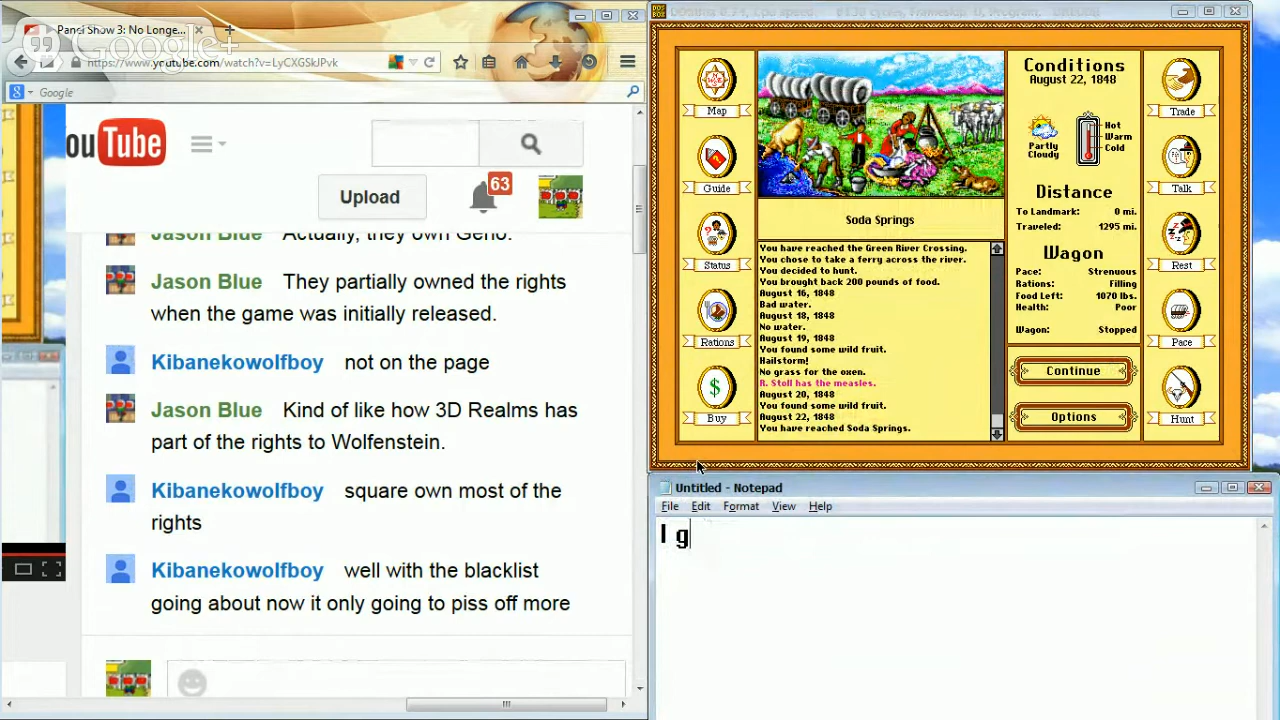 Panel Show 3: No Longe...
Google+
https://www.youtube.com/watch?v=LyCXGSkJPvk
Google
ouTube
Upload
63
Jason Blue Actually, they own Geno.
Jason Blue They partially owned the rights
when the game was initially released.
Kibanekowolfboy not on the page
Jason Blue Kind of like how 3D Realms has
part of the rights to Wolfenstein.
Kibanekowolfboy square own most of the
rights
Kibanekowolfboy well with the blacklist
going about now it only going to piss off more
Map
Guide
Status
Rations
Buy
Soda Springs
You have reached the Green River Crossing.
You chose to take a ferry across the river.
You decided to hunt.
You brought back 200 pounds of food.
August 16, 1848
Bad water.
August 18, 1848
No water.
August 19, 1848
You found some wild fruit.
Hailstorm!
No grass for the oxen.
R. Stoll has the measles.
August 20, 1848
You found some wild fruit.
August 22, 1848
You have reached Soda Springs.
Conditions
August 22, 1848
Partly
Cloudy
Hot
Warm
Cold
Distance
To Landmark: 0 mi.
Traveled: 1295 mi.
Wagon
Pace: Strenuous
Rations: Filling
Food Left: 1070 lbs.
Health: Poor
Wagon: Stopped
Continue
Options
Trade
Talk
Rest
Pace
Hunt
Untitled - Notepad
File Edit Format View Help
I g